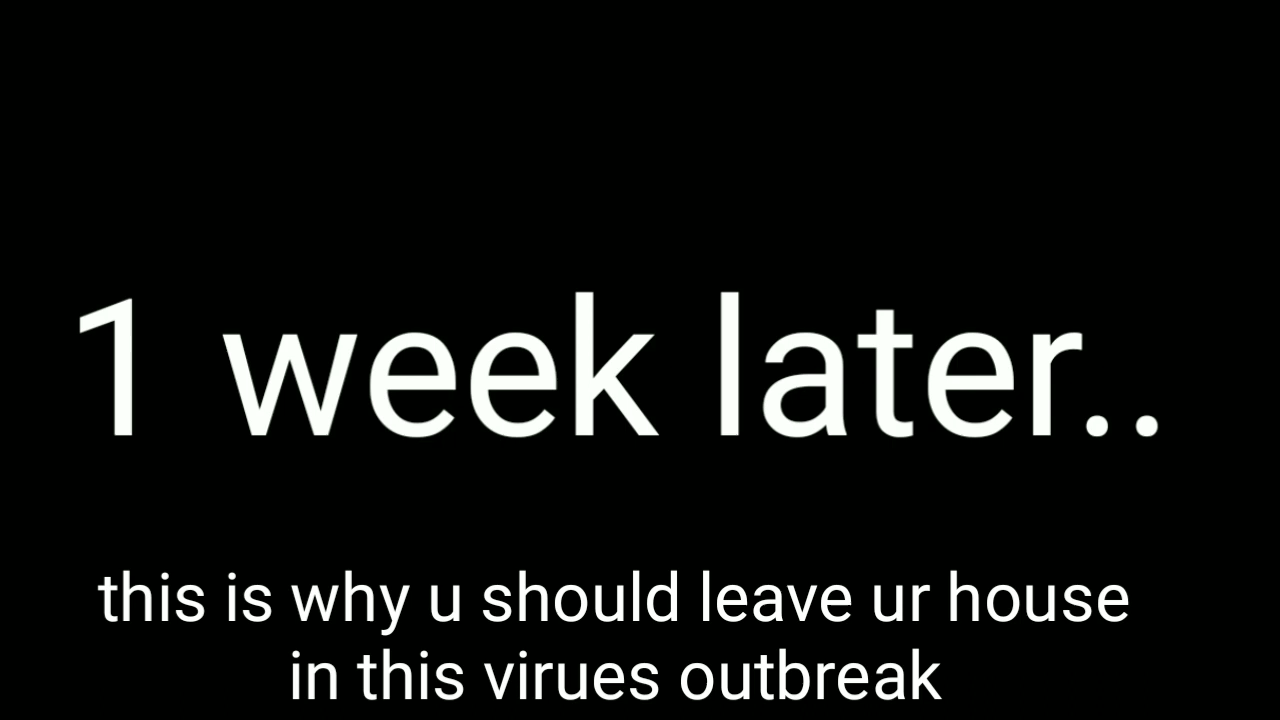 1 week later..
this is why u should leave ur house
in this virues outbreak